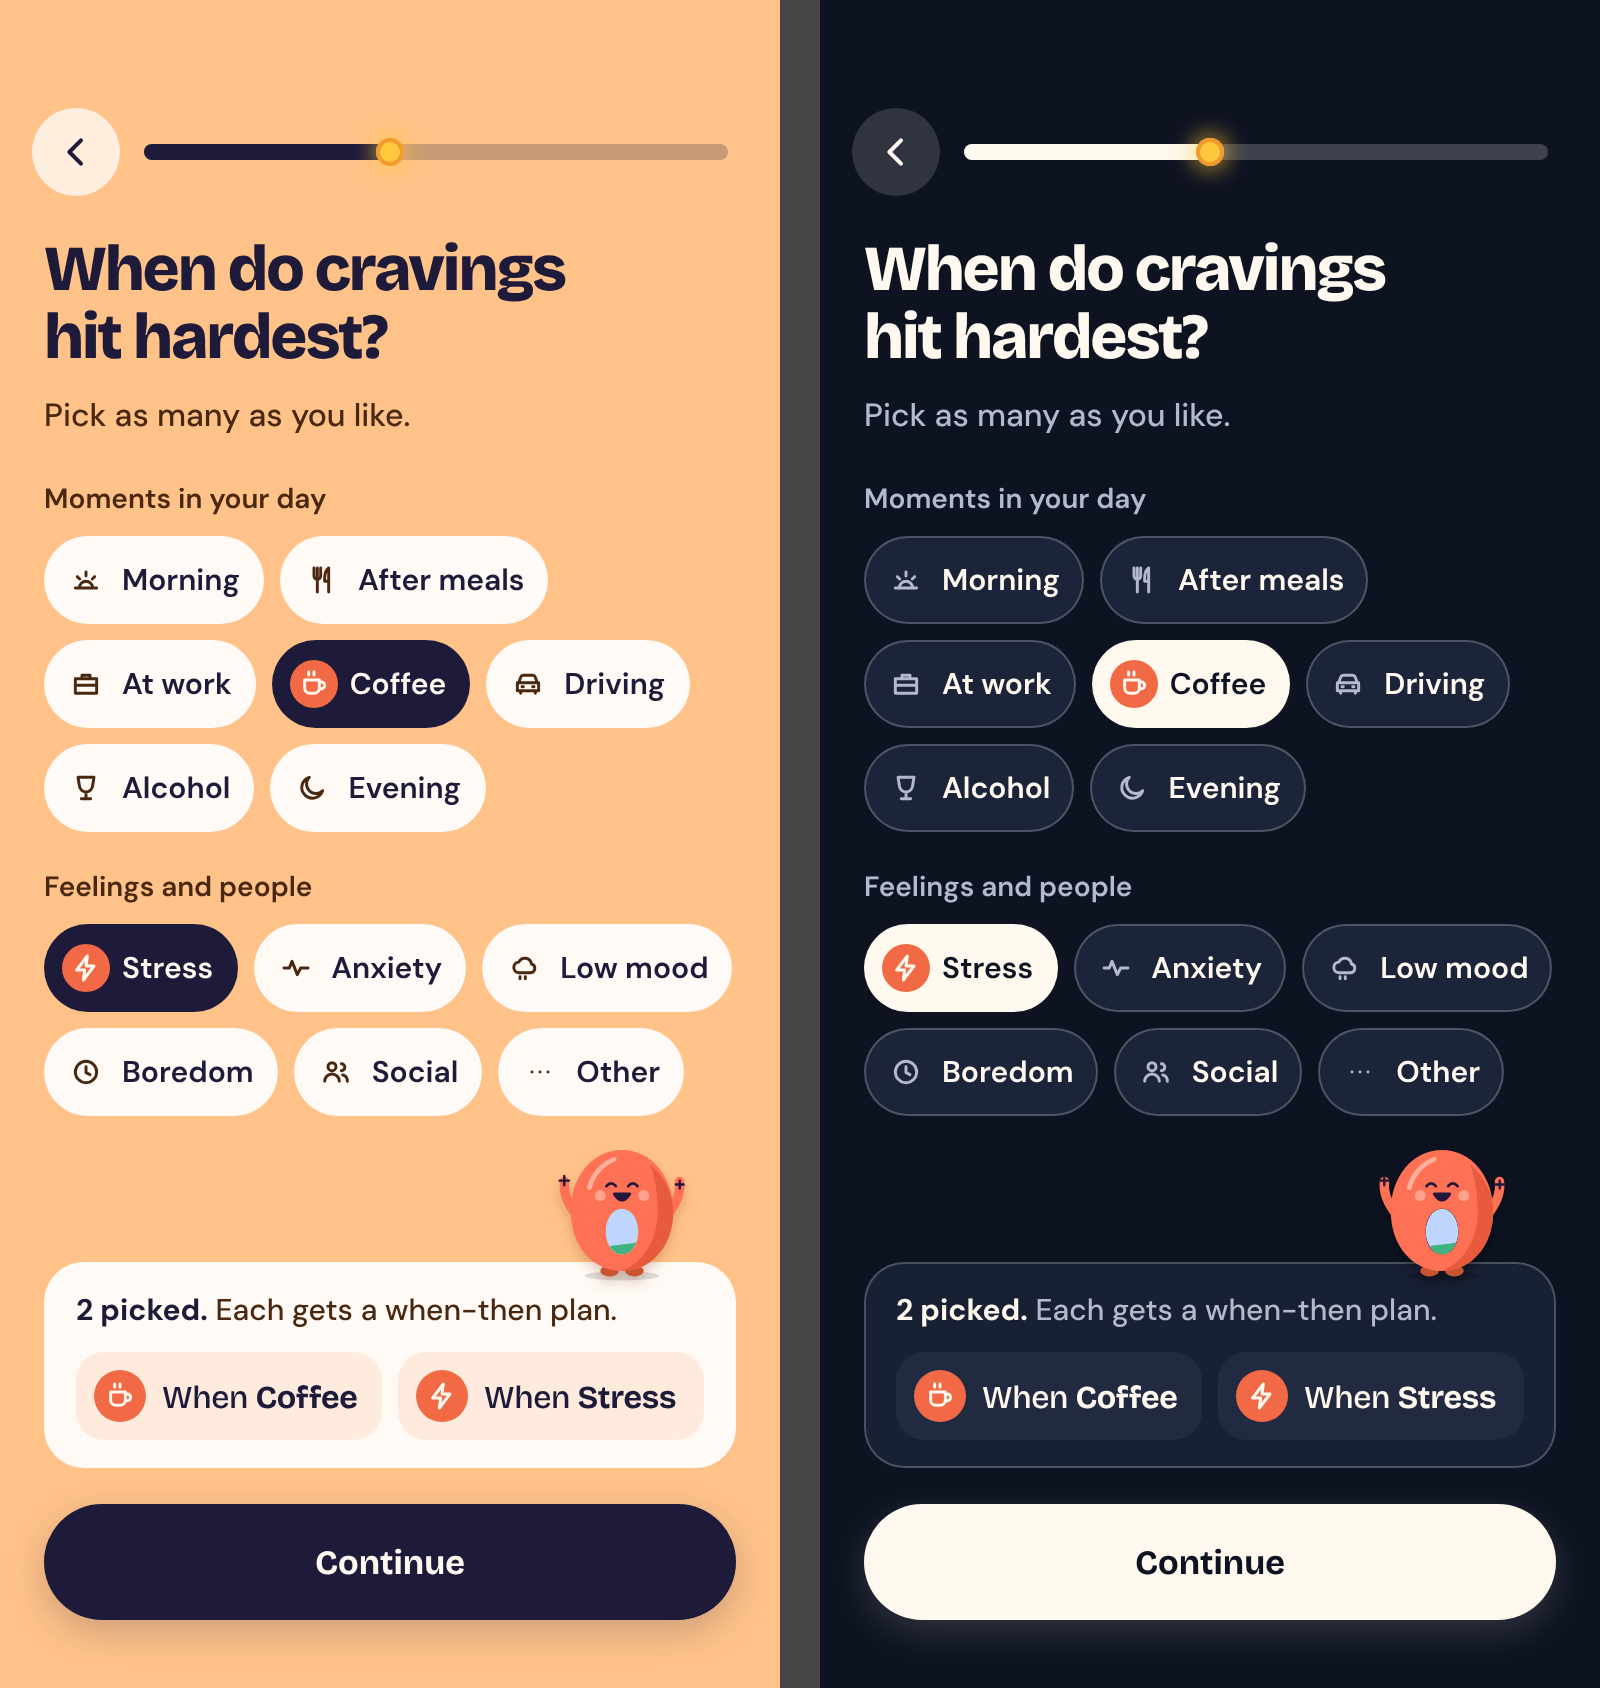 When do cravings
hit hardest?
Pick as many as you like.
Moments in your day
Morning
After meals
At work
Coffee
Driving
Alcohol
Evening
Feelings and people
Stress
Anxiety
Low mood
Boredom
Social
Other
2 picked. Each gets a when-then plan.
When Coffee
When Stress
Continue
When do cravings
hit hardest?
Pick as many as you like.
Moments in your day
Morning
After meals
At work
Coffee
Driving
Alcohol
Evening
Feelings and people
Stress
Anxiety
Low mood
Boredom
Social
Other
2 picked. Each gets a when-then plan.
When Coffee
When Stress
Continue